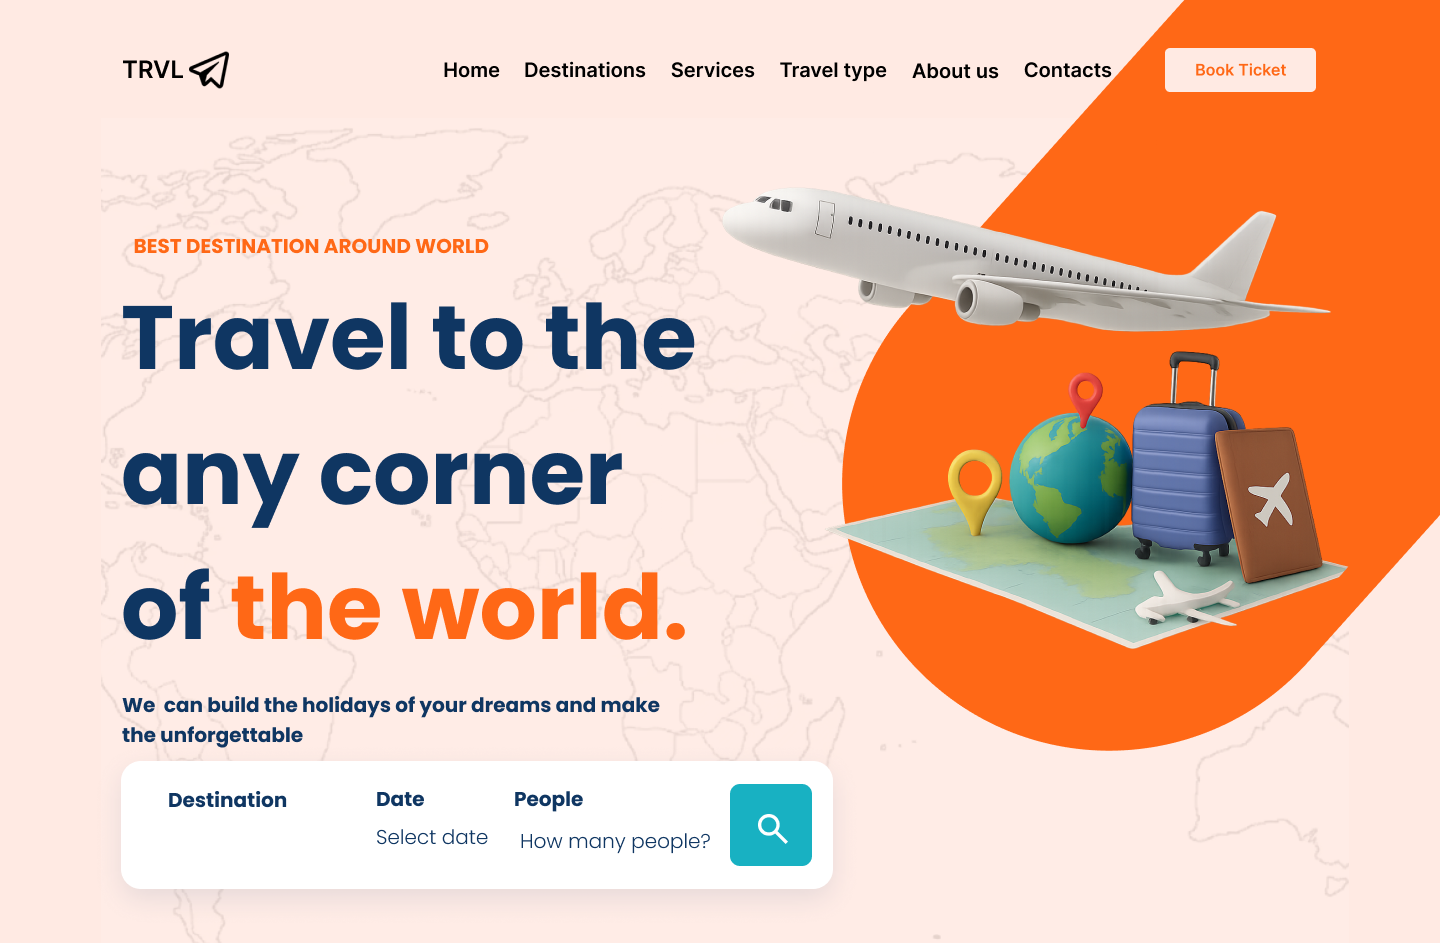 TRVL
Home Destinations Services Travel type About us Contacts Book Ticket
BEST DESTINATION AROUND WORLD
Travel to the
any corner
of the world.
We can build the holidays of your dreams and make
the unforgettable
Destination Date People
Select date How many people?